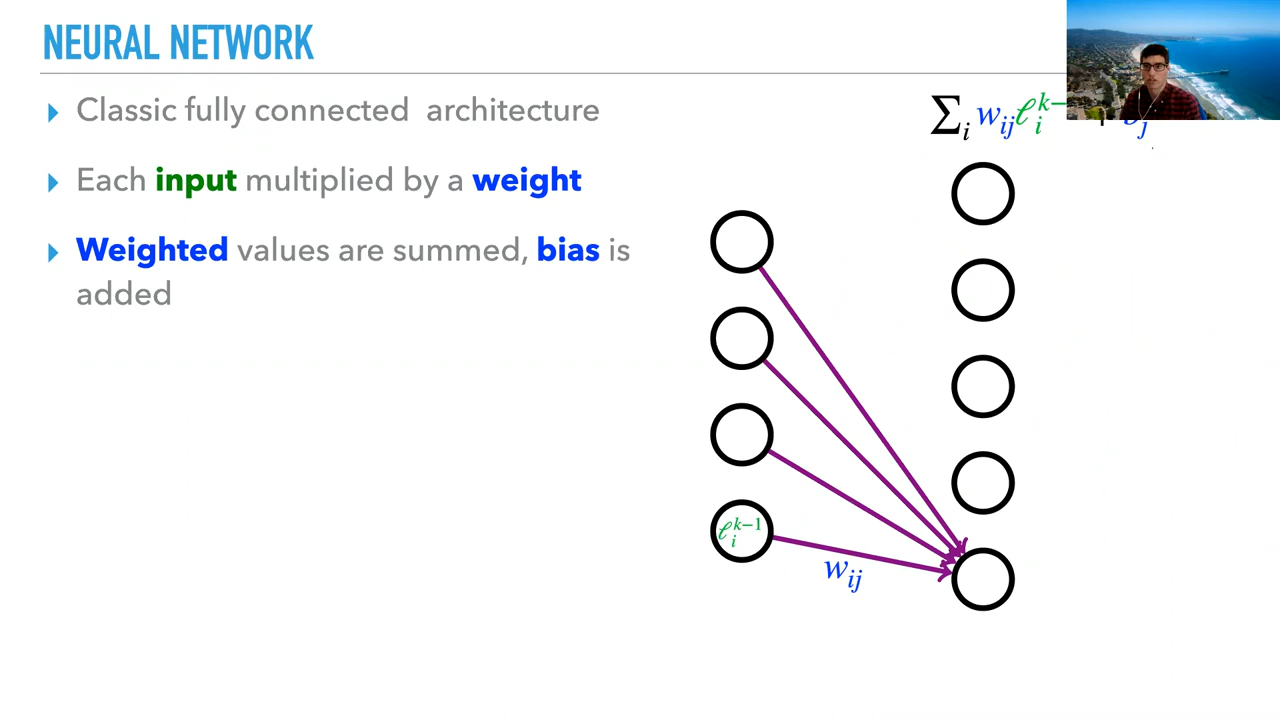 NEURAL NETWORK
Classic fully connected architecture
Each input multiplied by a weight
Weighted values are summed, bias is
added
∑ᵢ wᵢⱼ ℓᵢᵏ⁻
ℓᵢᵏ⁻¹
wᵢⱼ